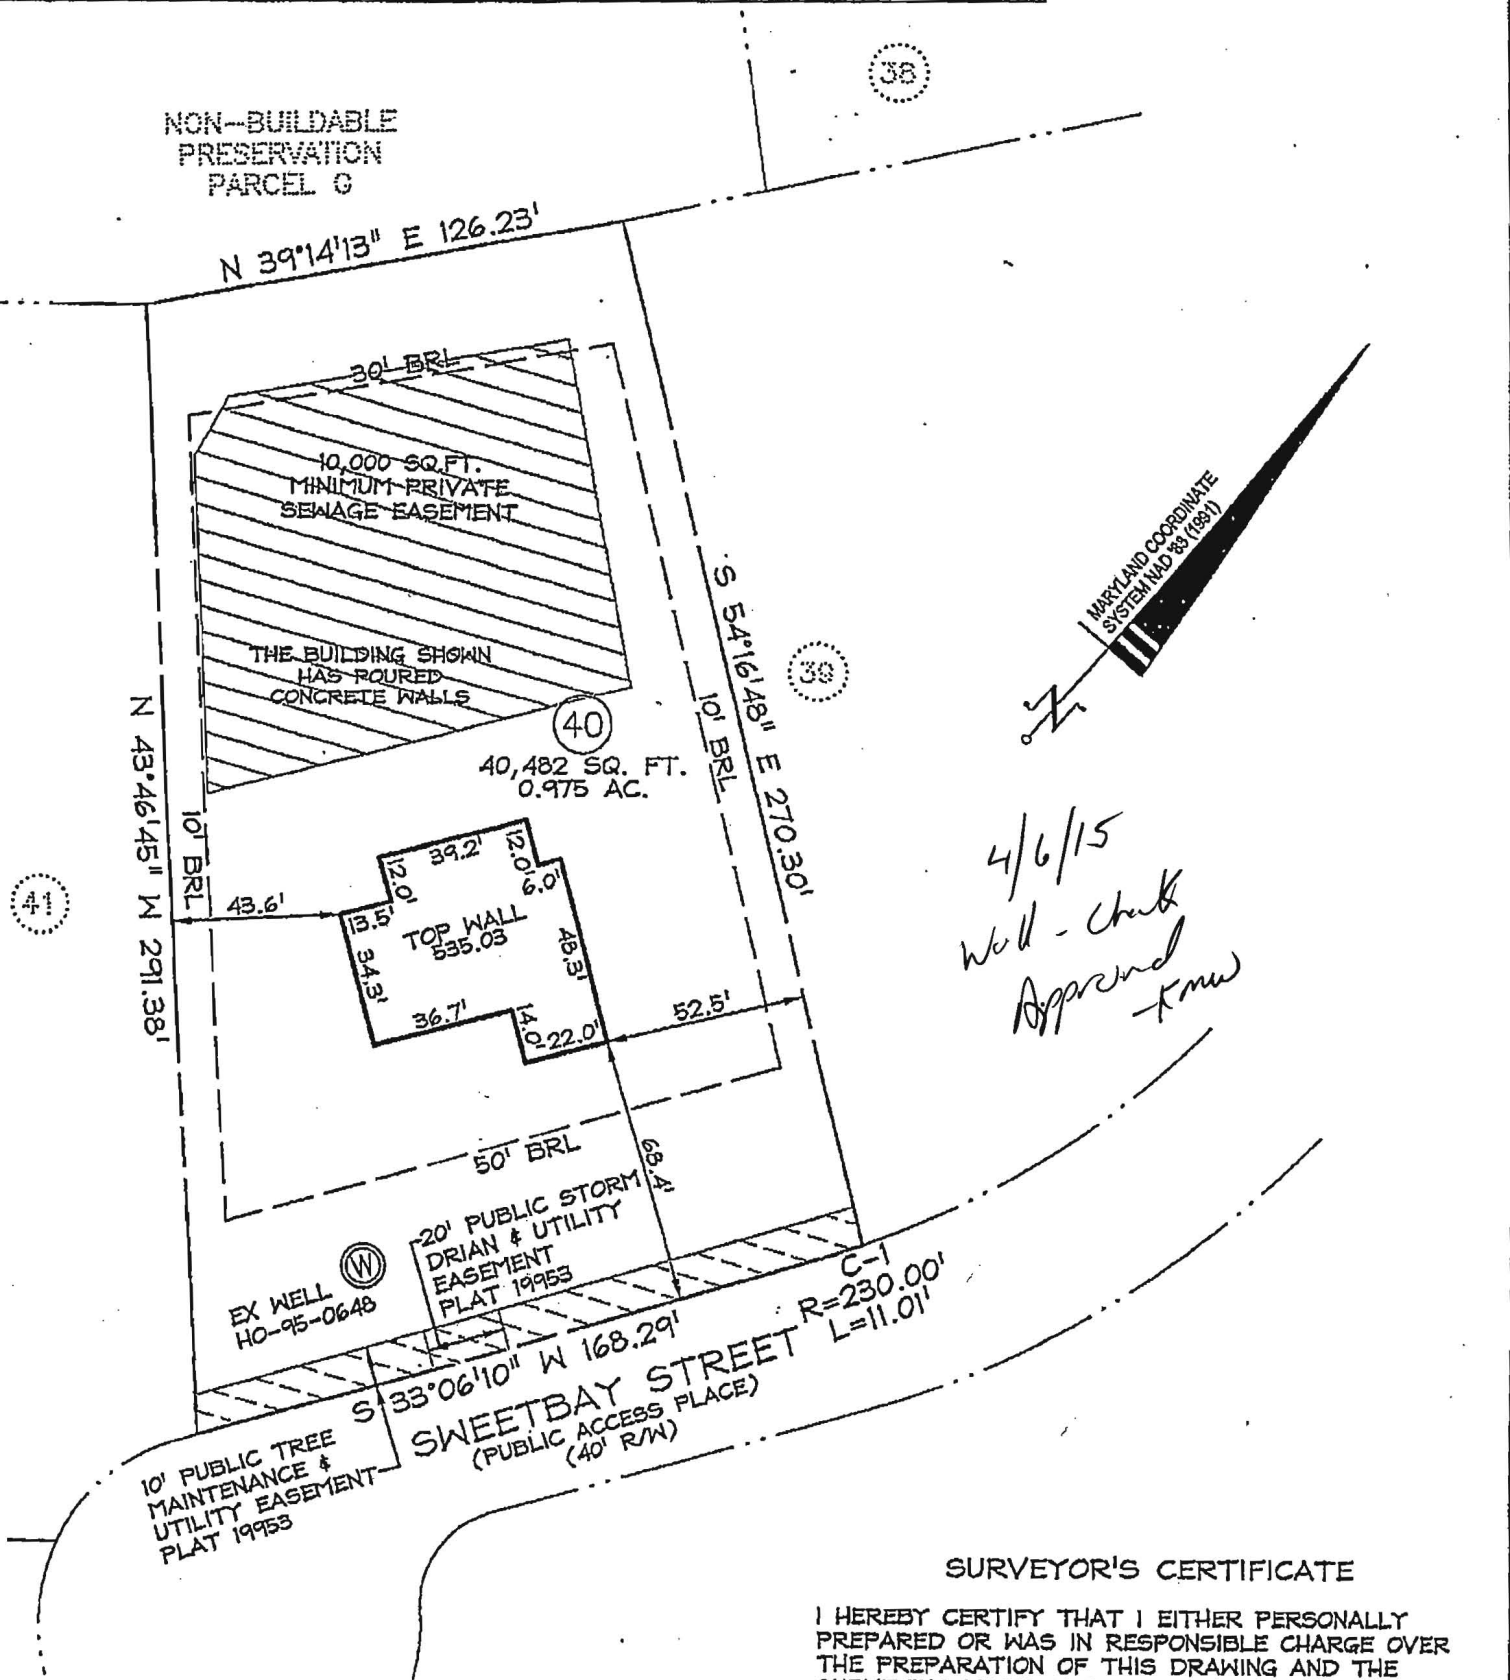 38
NON-BUILDABLE
PRESERVATION
PARCEL G
N 39°14'13" E 126.23'
30' BRL
10,000 SQ.FT.
MINIMUM PRIVATE
SEWAGE EASEMENT
MARYLAND COORDINATE
SYSTEM NAD '83 (1991)
N
THE BUILDING SHOWN
HAS POURED
CONCRETE WALLS
S 54°16'48" E 270.30'
39
10' BRL
40
40,482 SQ. FT.
0.975 AC.
N 43°46'45" W 291.38'
10' BRL
41
43.6'
39.2'
12.0'
12.0'
6.0'
13.5'
TOP WALL
535.03
34.3'
48.3'
36.7'
14.0
22.0'
52.5'
4/6/15
Wall - Check
Approved
-KMW
50' BRL
68.4'
20' PUBLIC STORM
DRIAN & UTILITY
EASEMENT
PLAT 19953
W
EX WELL
HO-95-0648
C-1
R=230.00'
L=11.01'
S 33°06'10" W 168.29'
SWEETBAY STREET
(PUBLIC ACCESS PLACE)
(40' R/W)
10' PUBLIC TREE
MAINTENANCE &
UTILITY EASEMENT
PLAT 19953
SURVEYOR'S CERTIFICATE
I HEREBY CERTIFY THAT I EITHER PERSONALLY
PREPARED OR WAS IN RESPONSIBLE CHARGE OVER
THE PREPARATION OF THIS DRAWING AND THE